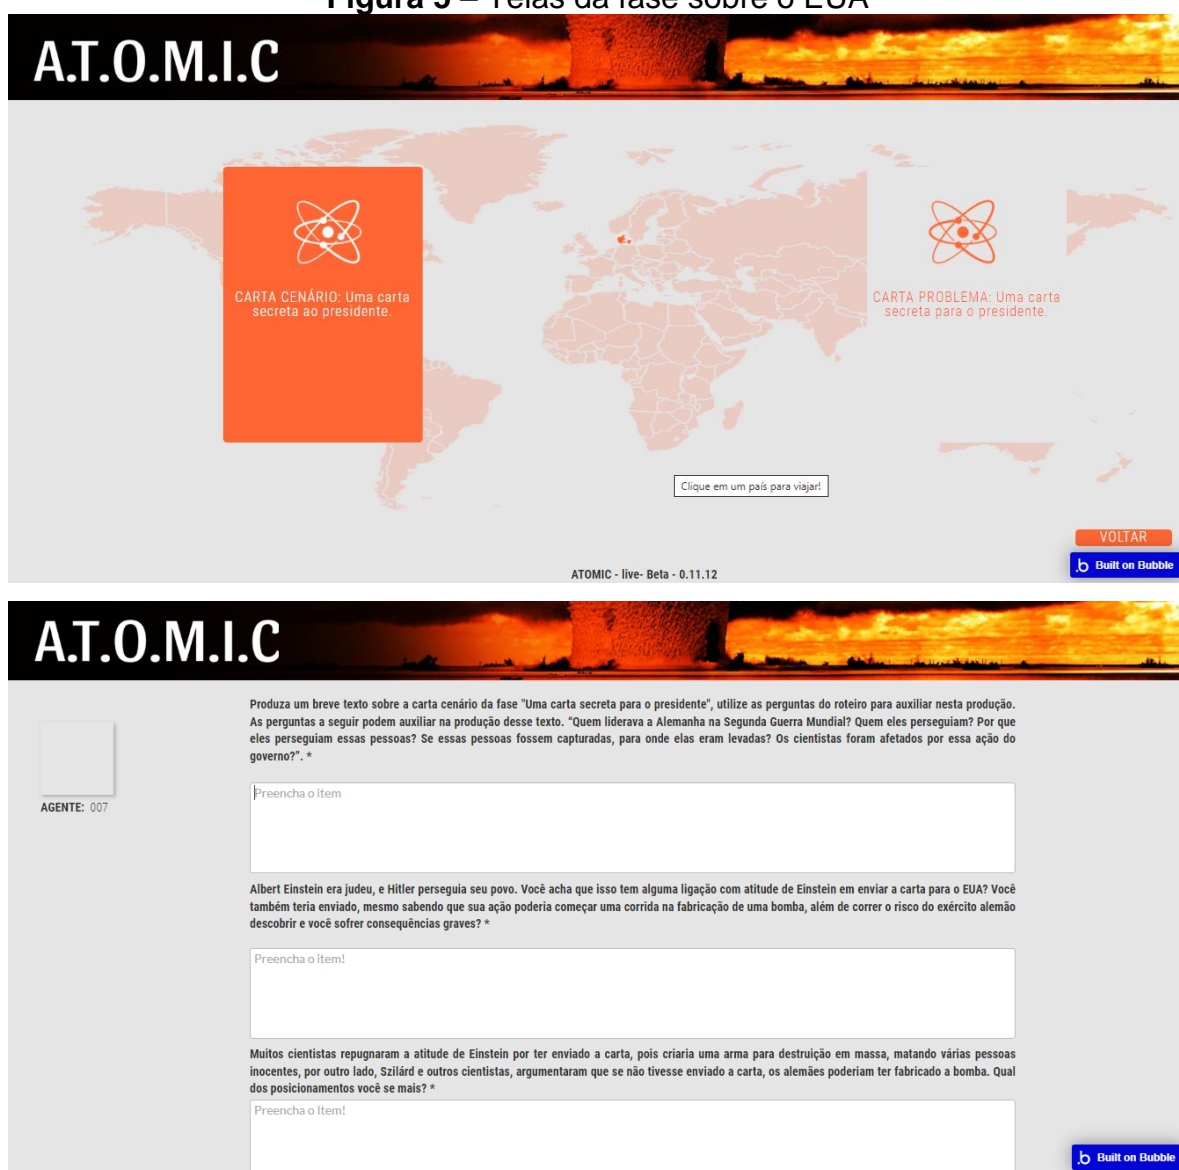 Figura 5 – Telas da fase sobre o EUA
A.T.O.M.I.C
CARTA CENÁRIO: Uma carta
secreta ao presidente.
CARTA PROBLEMA: Uma carta
secreta para o presidente.
Clique em um país para viajar!
VOLTAR
.b Built on Bubble
ATOMIC - live- Beta - 0.11.12
A.T.O.M.I.C
Produza um breve texto sobre a carta cenário da fase "Uma carta secreta para o presidente", utilize as perguntas do roteiro para auxiliar nesta produção.
As perguntas a seguir podem auxiliar na produção desse texto. “Quem liderava a Alemanha na Segunda Guerra Mundial? Quem eles perseguiam? Por que
eles perseguiam essas pessoas? Se essas pessoas fossem capturadas, para onde elas eram levadas? Os cientistas foram afetados por essa ação do
governo?”. *
Preencha o item
AGENTE: 007
Albert Einstein era judeu, e Hitler perseguia seu povo. Você acha que isso tem alguma ligação com atitude de Einstein em enviar a carta para o EUA? Você
também teria enviado, mesmo sabendo que sua ação poderia começar uma corrida na fabricação de uma bomba, além de correr o risco do exército alemão
descobrir e você sofrer consequências graves? *
Preencha o item!
Muitos cientistas repugnaram a atitude de Einstein por ter enviado a carta, pois criaria uma arma para destruição em massa, matando várias pessoas
inocentes, por outro lado, Szilárd e outros cientistas, argumentaram que se não tivesse enviado a carta, os alemães poderiam ter fabricado a bomba. Qual
dos posicionamentos você se mais? *
Preencha o Item!
.b Built on Bubble